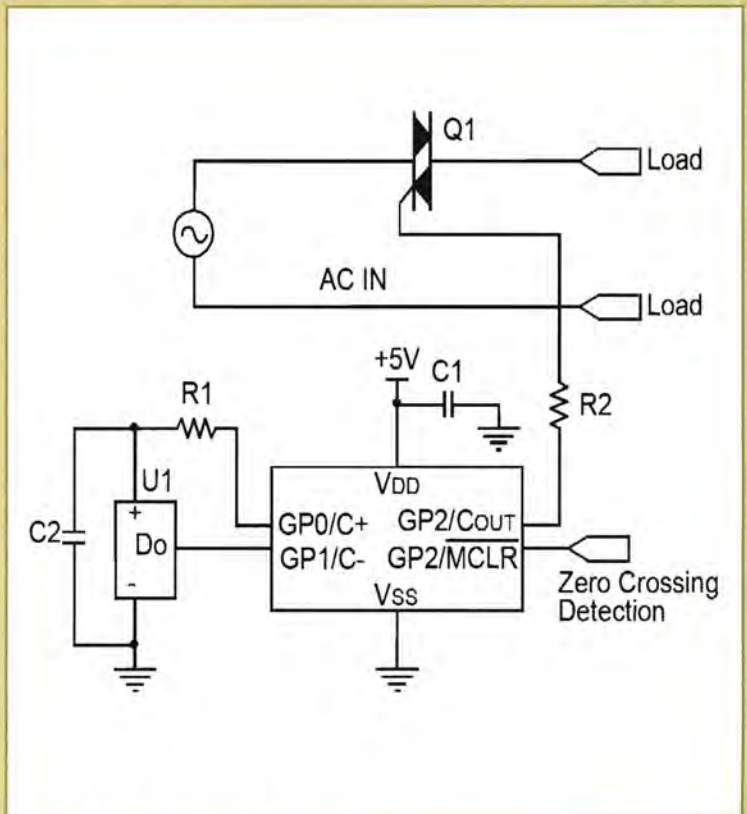 Q1
Load
AC IN
Load
+5V
C1
R1
R2
U1
VDD
+
GP0/C+
GP2/COUT
C2
Do
GP1/C-
GP2/MCLR
-
VSS
Zero Crossing
Detection